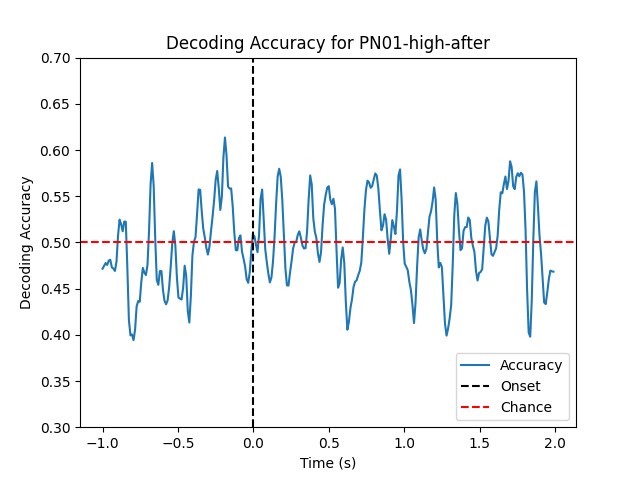 Decoding Accuracy for PN01-high-after
Decoding Accuracy
0.70
0.65
0.60
0.55
0.50
0.45
0.40
0.35
0.30
−1.0 −0.5 0.0 0.5 1.0 1.5 2.0
Time (s)
Accuracy
Onset
Chance